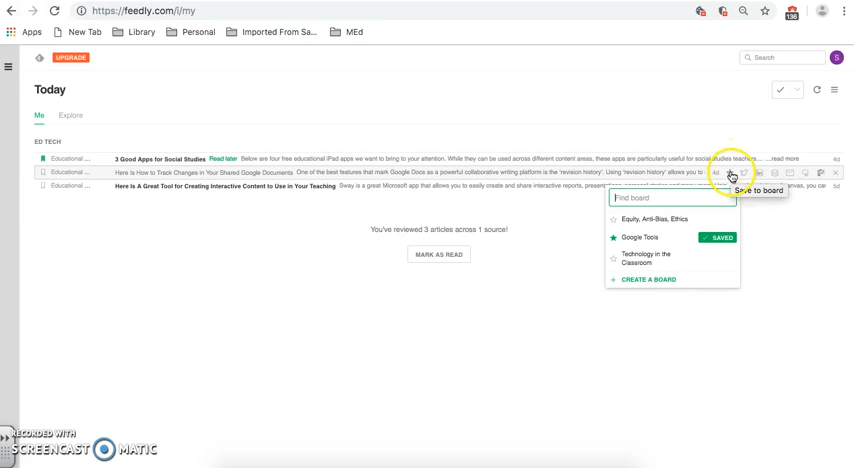 https://feedly.com/i/my
136
Apps New Tab Library Personal Imported From Sa... MEd
UPGRADE
Search
S
Today
Me Explore
ED TECH
Educational ... 3 Good Apps for Social Studies Read later Below are four free educational iPad apps we want to bring to your attention. While they can be used across different content areas, these apps are particularly useful for social studies teachers... ...read more 4d
Educational ... Here Is How to Track Changes in Your Shared Google Documents One of the best features that mark Google Docs as a powerful collaborative writing platform is the 'revision history'. Using 'revision history' allows you to 4d
Educational ... Here Is A Great Tool for Creating Interactive Content to Use in Your Teaching Sway is a great Microsoft app that allows you to easily create and share interactive reports, canvas, you can 5d
Save to board
Find board
Equity, Anti-Bias, Ethics
Google Tools SAVED
Technology in the
Classroom
+ CREATE A BOARD
You've reviewed 3 articles across 1 source!
MARK AS READ
RECORDED WITH
SCREENCAST MATIC